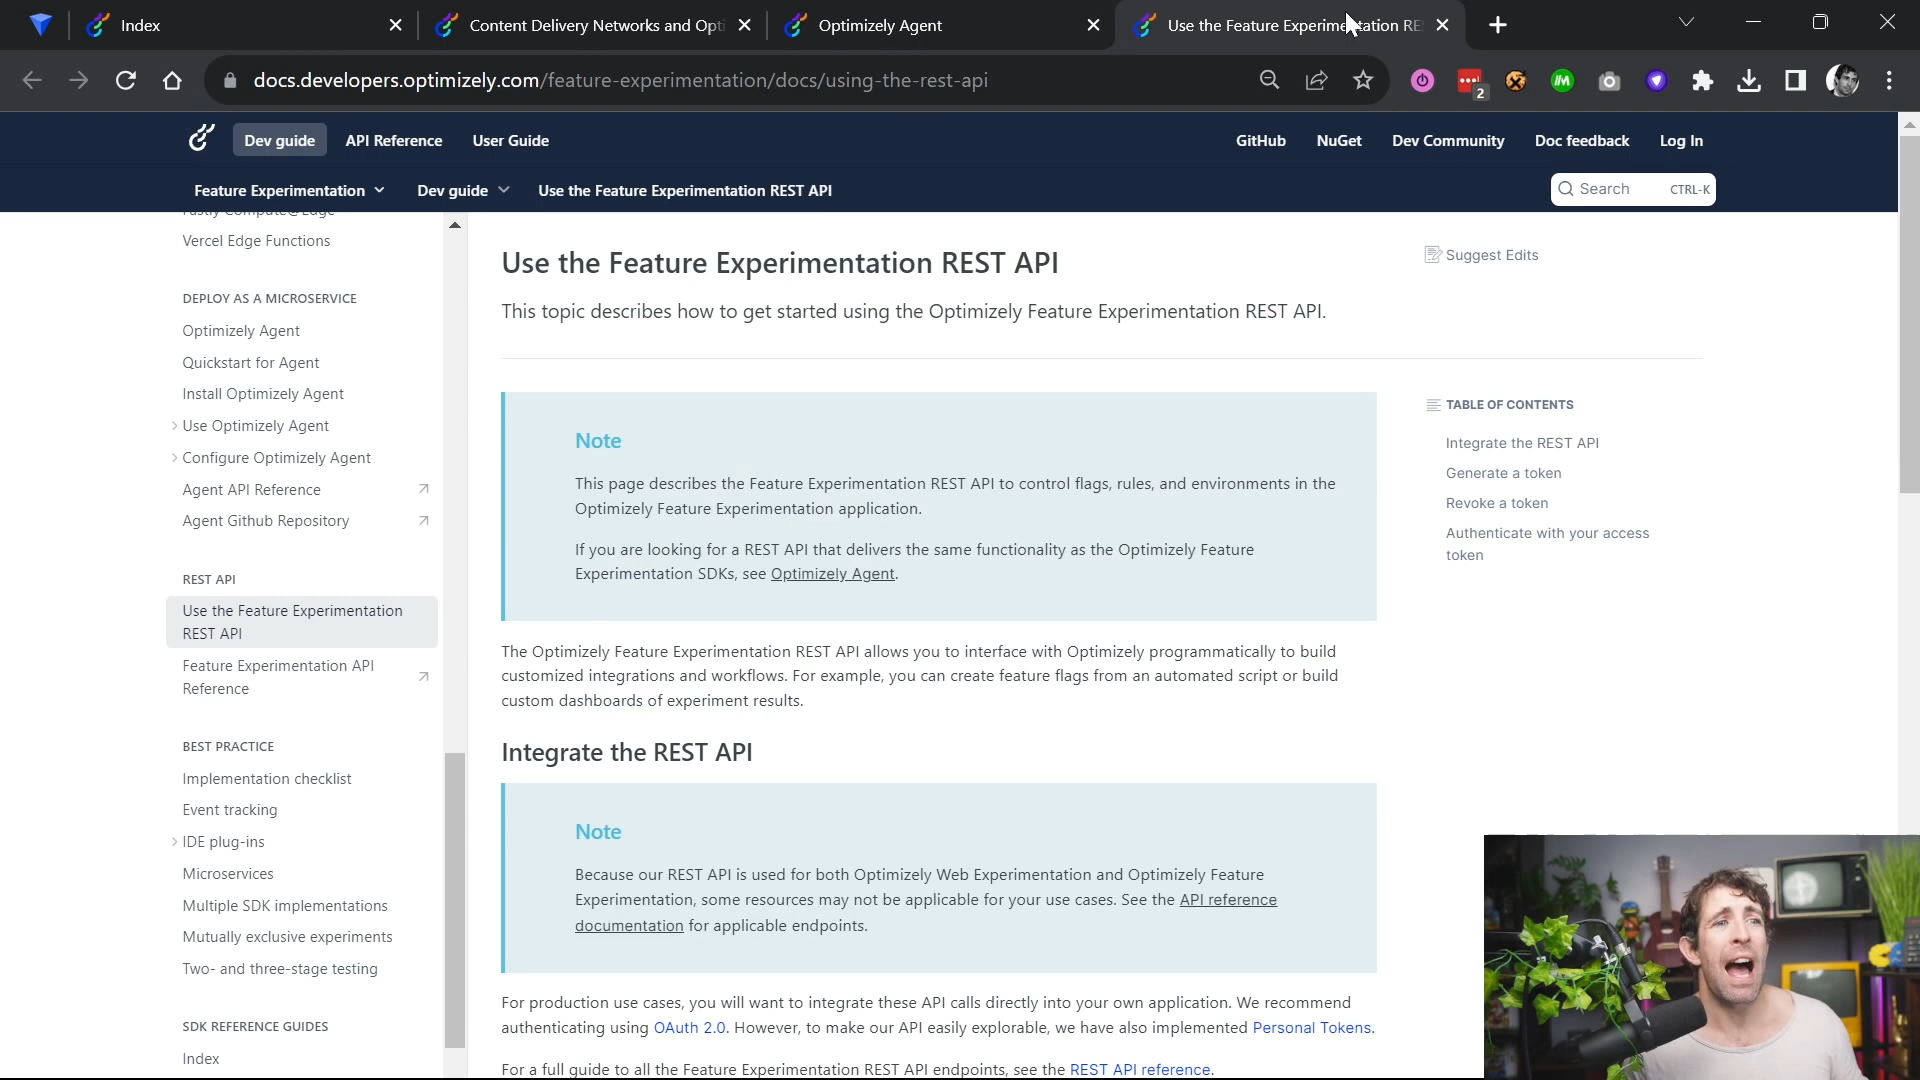 Index
Content Delivery Networks and Opti
Optimizely Agent
Use the Feature Experimentation RE
docs.developers.optimizely.com/feature-experimentation/docs/using-the-rest-api
2
Dev guide
API Reference
User Guide
GitHub
NuGet
Dev Community
Doc feedback
Log In
Feature Experimentation
Dev guide
Use the Feature Experimentation REST API
Search
CTRL-K
Vercel Edge Functions
DEPLOY AS A MICROSERVICE
Optimizely Agent
Quickstart for Agent
Install Optimizely Agent
Use Optimizely Agent
Configure Optimizely Agent
Agent API Reference
Agent Github Repository
REST API
Use the Feature Experimentation
REST API
Feature Experimentation API
Reference
BEST PRACTICE
Implementation checklist
Event tracking
IDE plug-ins
Microservices
Multiple SDK implementations
Mutually exclusive experiments
Two- and three-stage testing
SDK REFERENCE GUIDES
Index
Use the Feature Experimentation REST API
This topic describes how to get started using the Optimizely Feature Experimentation REST API.
Note
This page describes the Feature Experimentation REST API to control flags, rules, and environments in the
Optimizely Feature Experimentation application.
If you are looking for a REST API that delivers the same functionality as the Optimizely Feature
Experimentation SDKs, see Optimizely Agent.
The Optimizely Feature Experimentation REST API allows you to interface with Optimizely programmatically to build
customized integrations and workflows. For example, you can create feature flags from an automated script or build
custom dashboards of experiment results.
Integrate the REST API
Note
Because our REST API is used for both Optimizely Web Experimentation and Optimizely Feature
Experimentation, some resources may not be applicable for your use cases. See the API reference
documentation for applicable endpoints.
For production use cases, you will want to integrate these API calls directly into your own application. We recommend
authenticating using OAuth 2.0. However, to make our API easily explorable, we have also implemented Personal Tokens.
For a full guide to all the Feature Experimentation REST API endpoints, see the REST API reference.
Suggest Edits
TABLE OF CONTENTS
Integrate the REST API
Generate a token
Revoke a token
Authenticate with your access
token